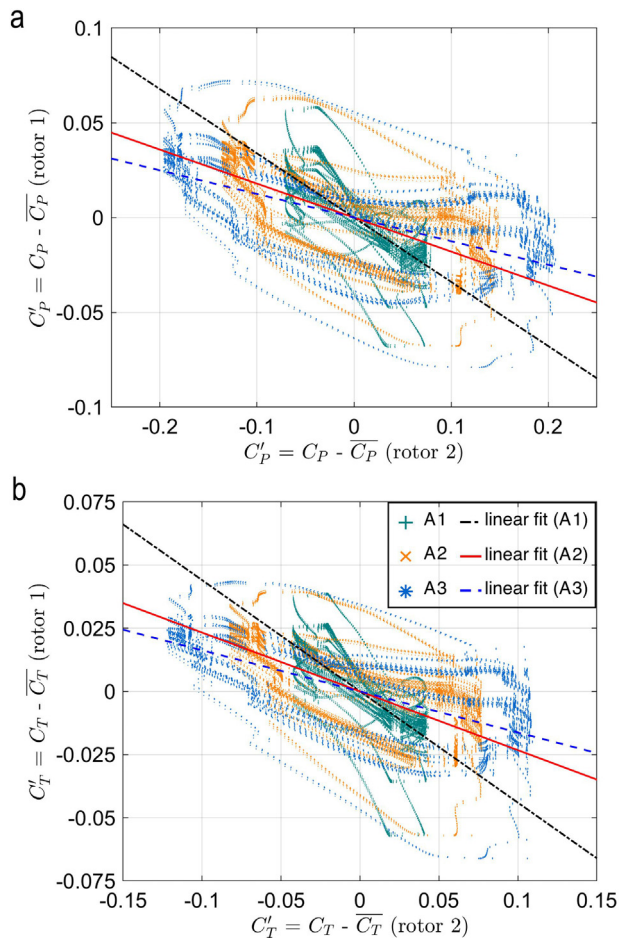 a
0.1
0.05
0
-0.05
-0.1
C'_P = C_P - \overline{C_P} (rotor 1)
-0.2 -0.1 0 0.1 0.2
C'_P = C_P - \overline{C_P} (rotor 2)
b
0.075
0.05
0.025
0
-0.025
-0.05
-0.075
C'_T = C_T - \overline{C_T} (rotor 1)
A1 linear fit (A1)
A2 linear fit (A2)
A3 linear fit (A3)
-0.15 -0.1 -0.05 0 0.05 0.1 0.15
C'_T = C_T - \overline{C_T} (rotor 2)